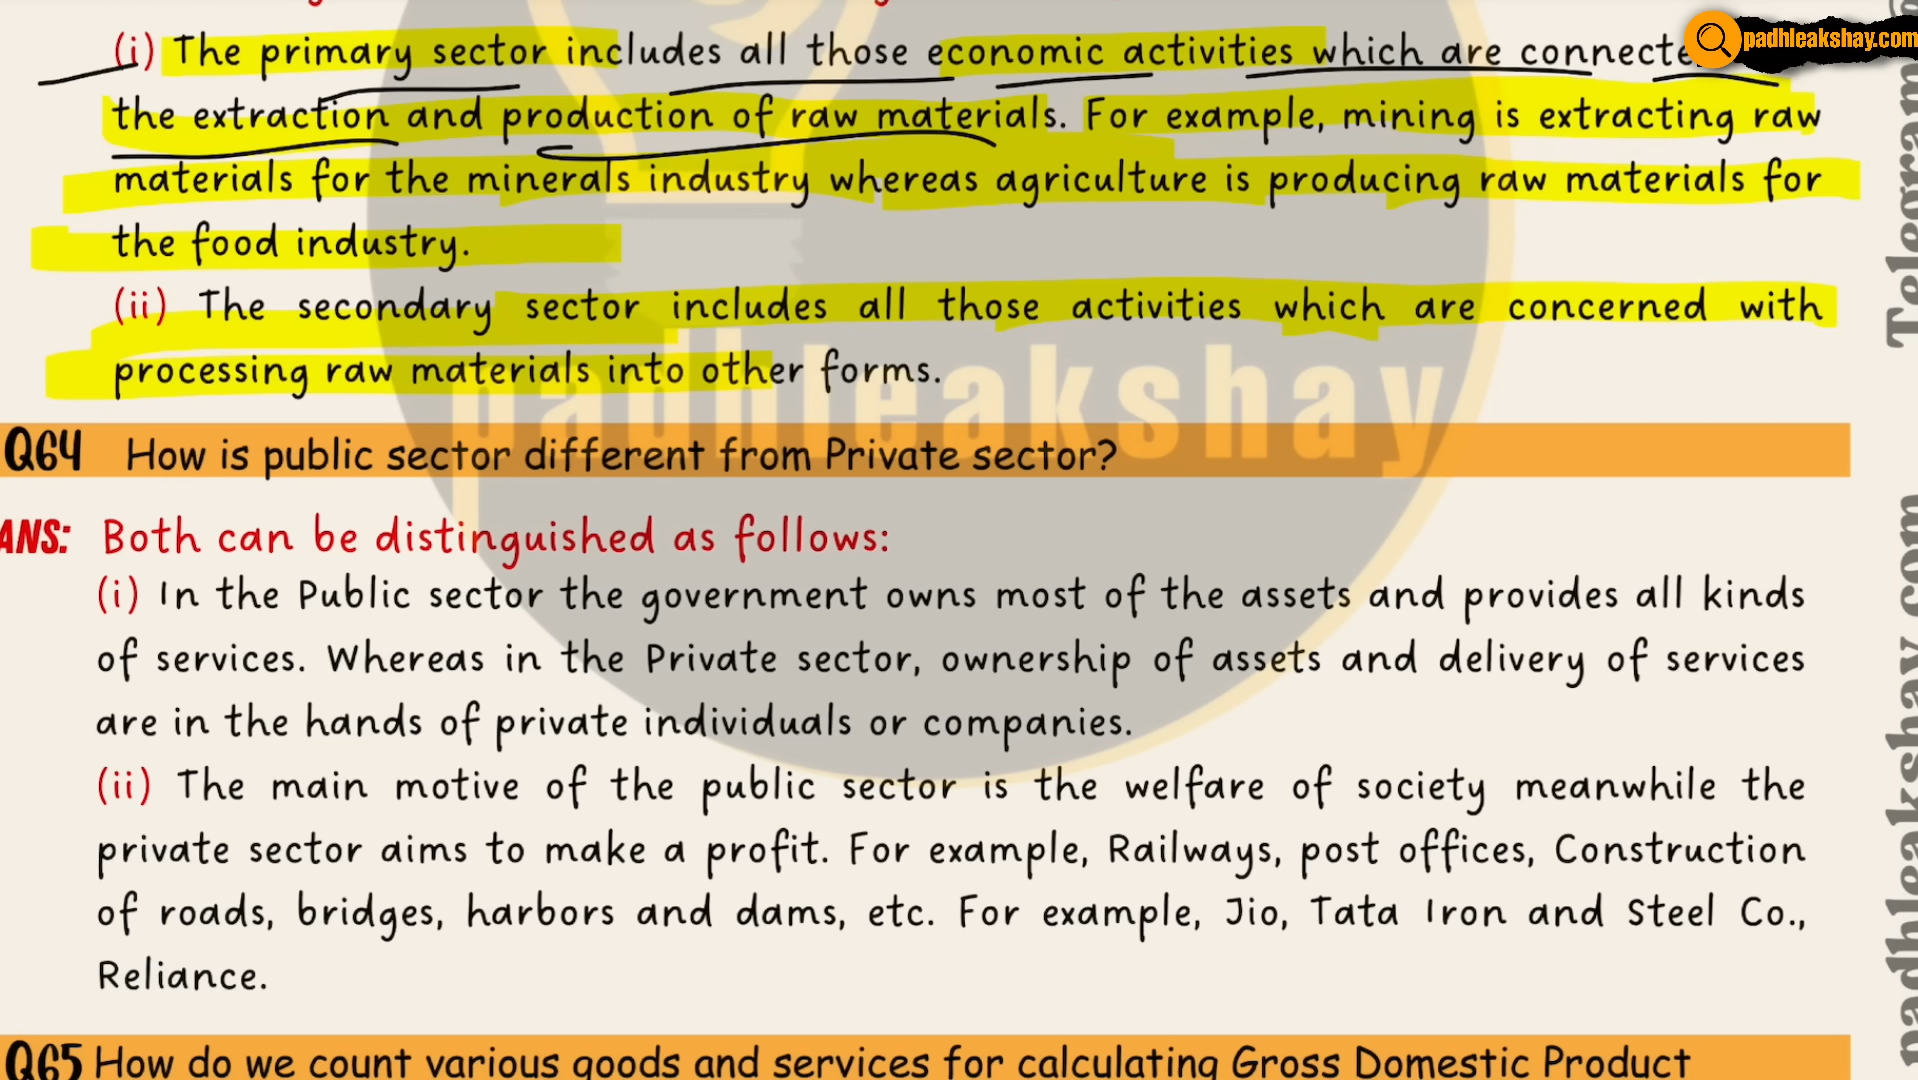 (i) The primary sector includes all those economic activities which are
the extraction and production of raw materials. For example, mining is extracting raw
materials for the minerals industry whereas agriculture is producing raw materials for
the food industry.
(ii) The secondary sector includes all those activities which are concerned with
processing raw materials into other forms.
padhleakshay
Q64 How is public sector different from Private sector?
ANS: Both can be distinguished as follows:
(i) In the Public sector the government owns most of the assets and provides all kinds
of services. Whereas in the Private sector, ownership of assets and delivery of services
are in the hands of private individuals or companies.
(ii) The main motive of the public sector is the welfare of society meanwhile the
private sector aims to make a profit. For example, Railways, post offices, Construction
of roads, bridges, harbors and dams, etc. For example, Jio, Tata Iron and Steel Co.,
Reliance.
Q65 How do we count various goods and services for calculating Gross Domestic Product
padhleakshay.com
Telegram
padhleakshay.com